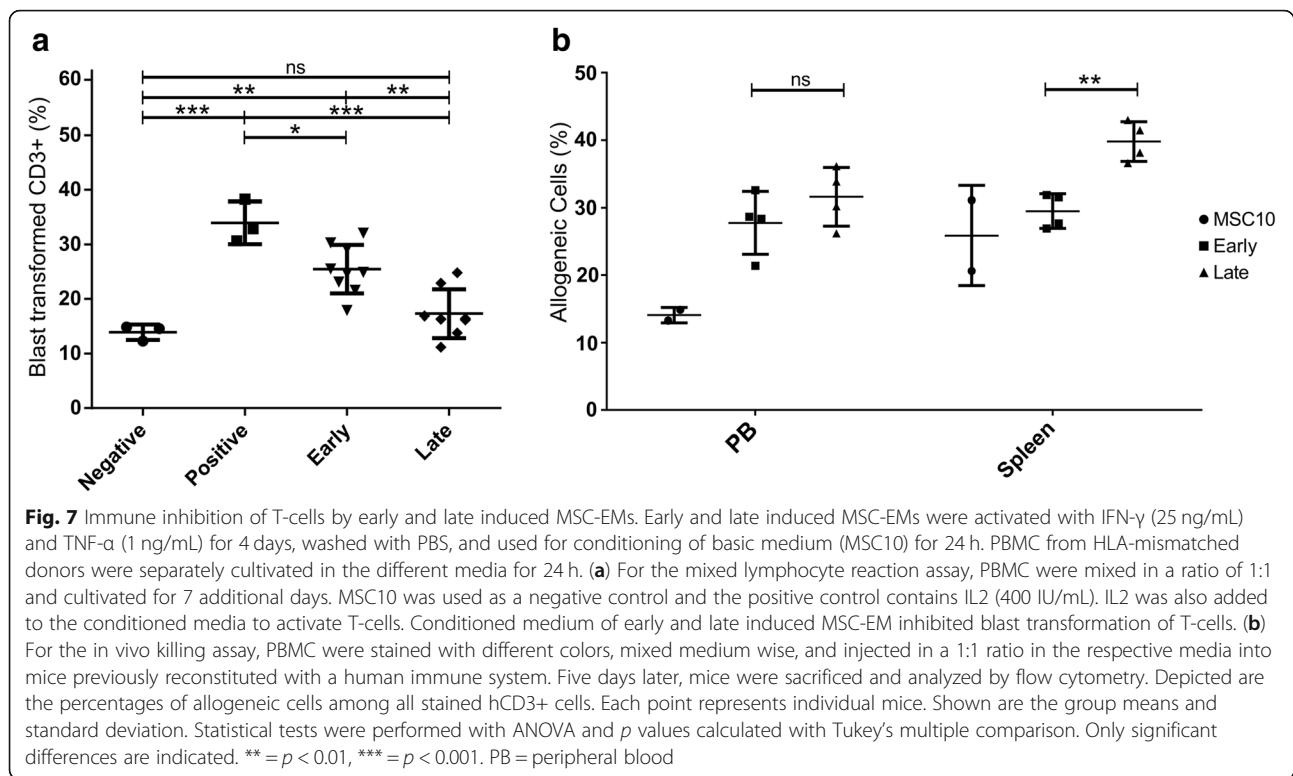 a
b
Blast transformed CD3+ (%)
60
50
40
30
20
10
0
ns
** **
*** ***
*
Negative
Positive
Early
Late
Allogeneic Cells (%)
50
40
30
20
10
0
ns
**
PB
Spleen
MSC10
Early
Late
Fig. 7 Immune inhibition of T-cells by early and late induced MSC-EMs. Early and late induced MSC-EMs were activated with IFN-γ (25 ng/mL)
and TNF-α (1 ng/mL) for 4 days, washed with PBS, and used for conditioning of basic medium (MSC10) for 24 h. PBMC from HLA-mismatched
donors were separately cultivated in the different media for 24 h. (a) For the mixed lymphocyte reaction assay, PBMC were mixed in a ratio of 1:1
and cultivated for 7 additional days. MSC10 was used as a negative control and the positive control contains IL2 (400 IU/mL). IL2 was also added
to the conditioned media to activate T-cells. Conditioned medium of early and late induced MSC-EM inhibited blast transformation of T-cells. (b)
For the in vivo killing assay, PBMC were stained with different colors, mixed medium wise, and injected in a 1:1 ratio in the respective media into
mice previously reconstituted with a human immune system. Five days later, mice were sacrificed and analyzed by flow cytometry. Depicted are
the percentages of allogeneic cells among all stained hCD3+ cells. Each point represents individual mice. Shown are the group means and
standard deviation. Statistical tests were performed with ANOVA and p values calculated with Tukey's multiple comparison. Only significant
differences are indicated. ** = p < 0.01, *** = p < 0.001. PB = peripheral blood